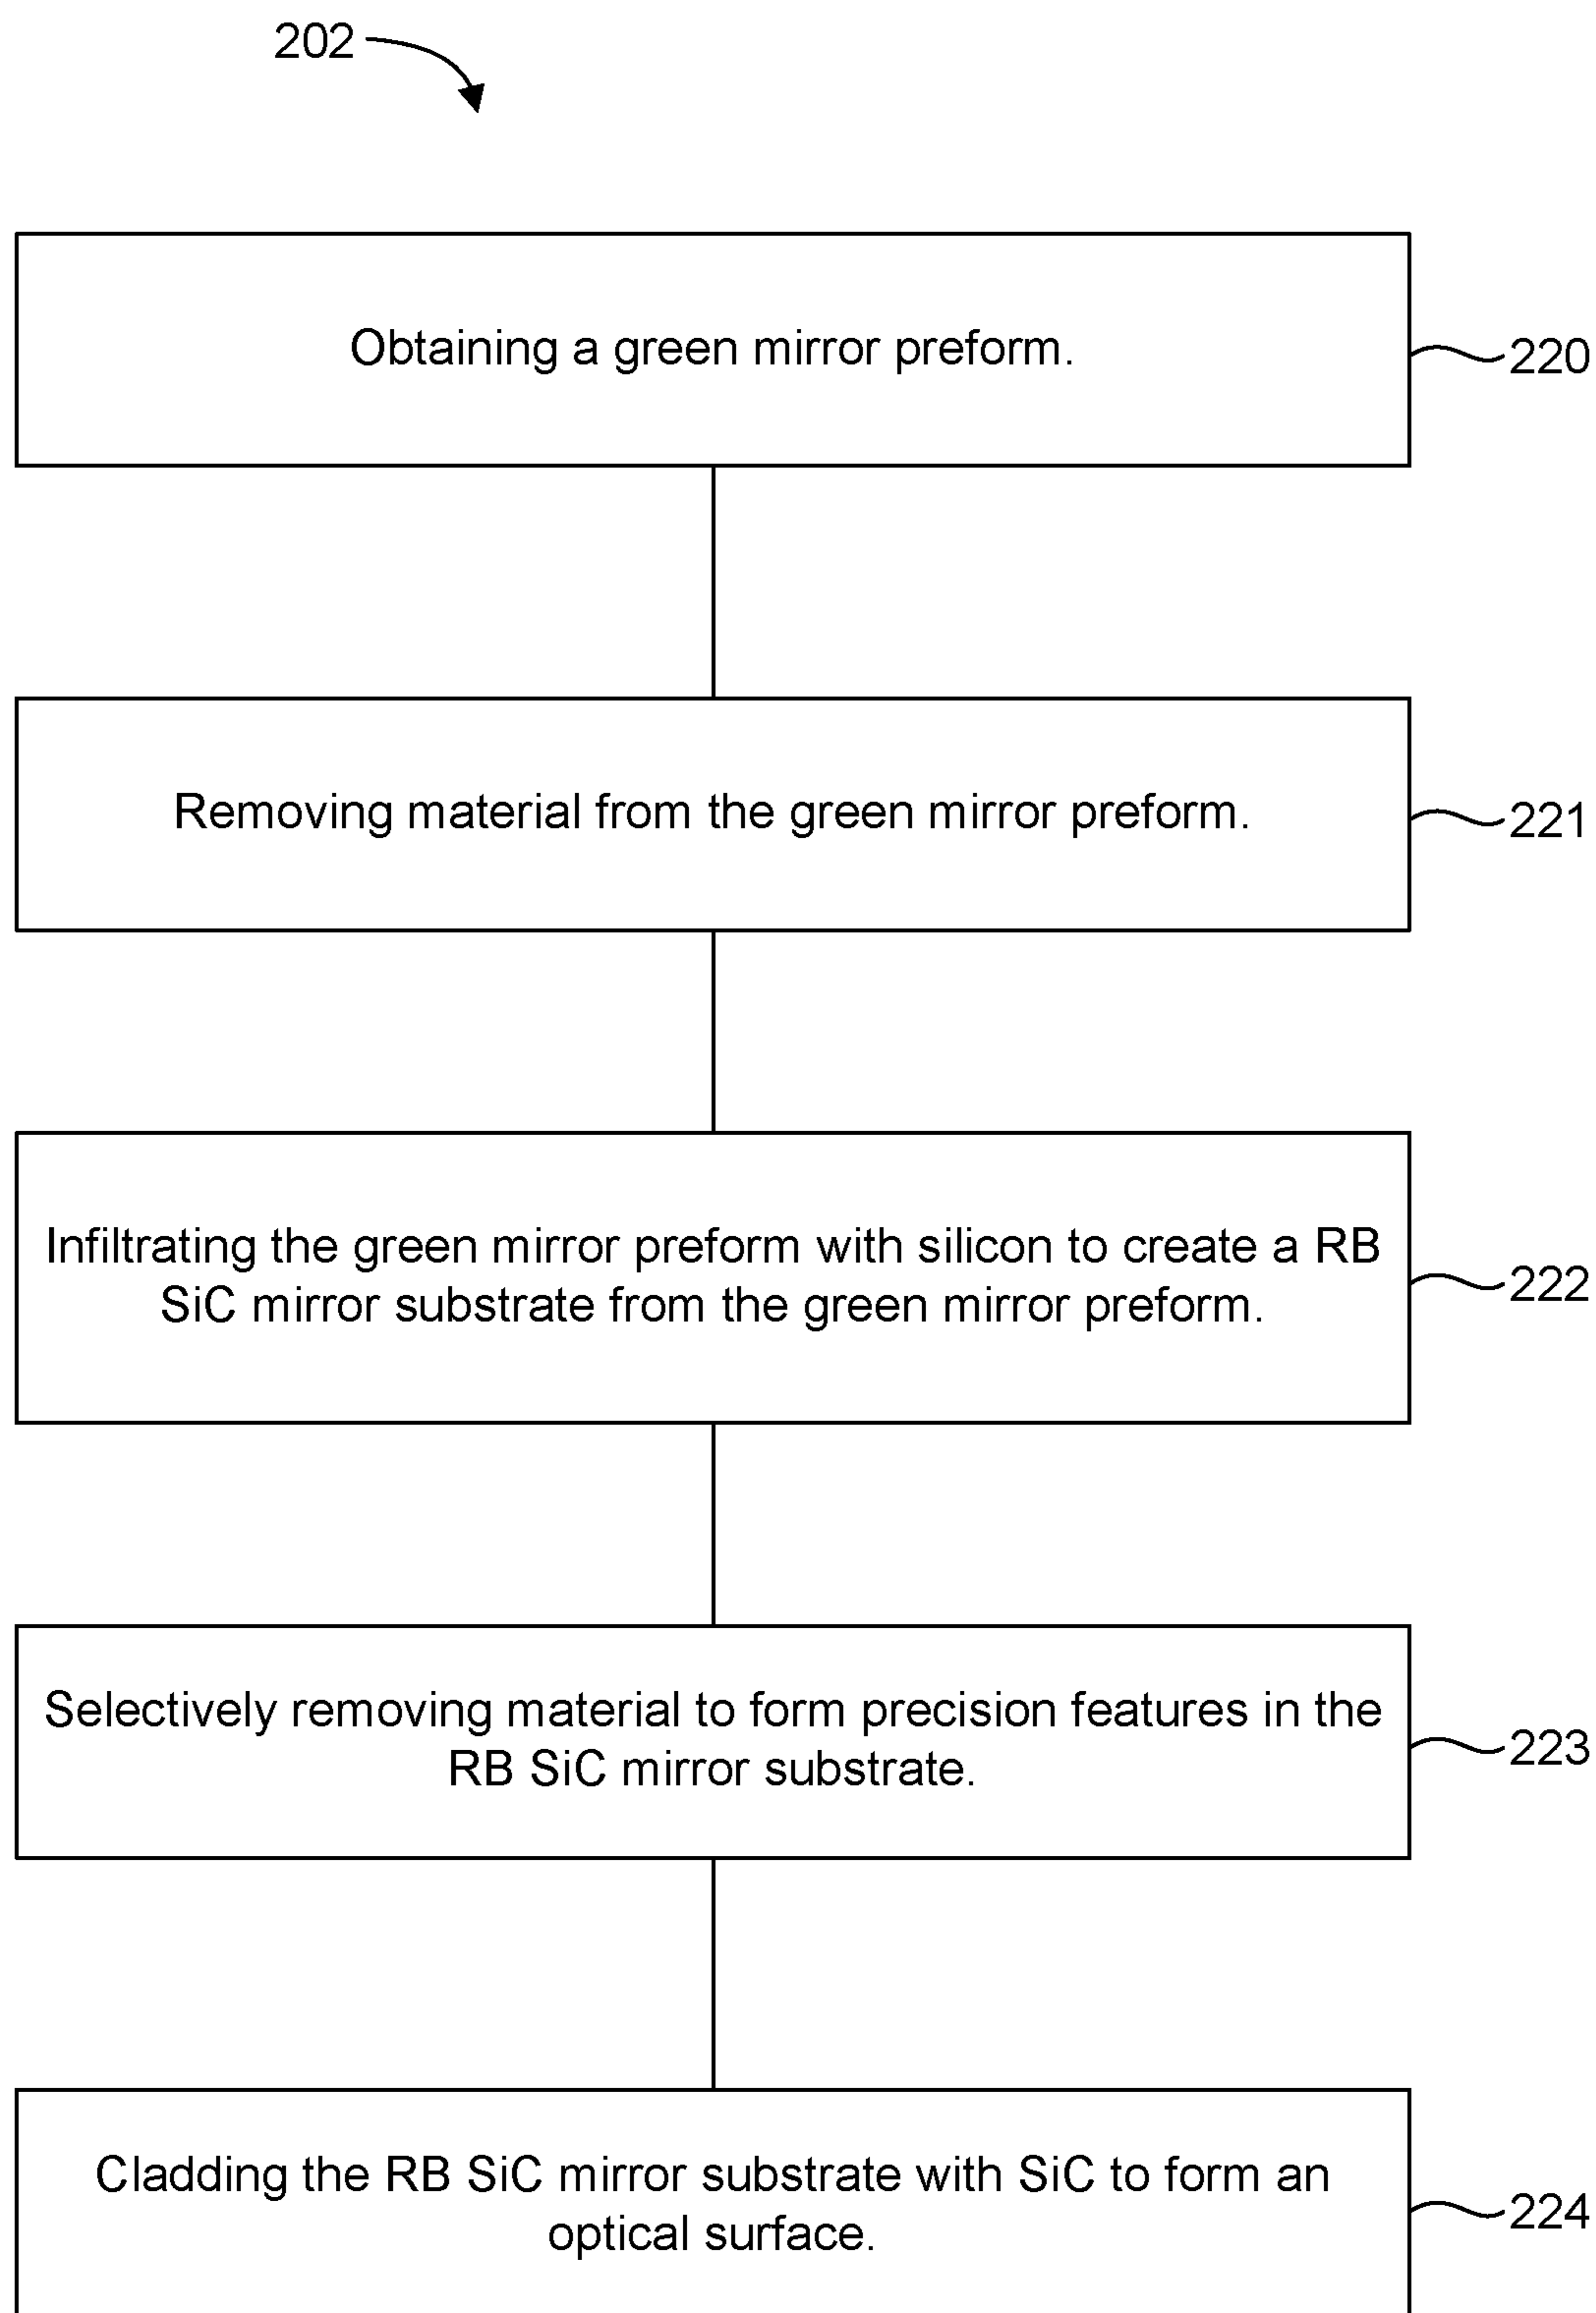 202
Obtaining a green mirror preform.
220
Removing material from the green mirror preform.
221
Infiltrating the green mirror preform with silicon to create a RB
SiC mirror substrate from the green mirror preform.
222
Selectively removing material to form precision features in the
RB SiC mirror substrate.
223
Cladding the RB SiC mirror substrate with SiC to form an
optical surface.
224